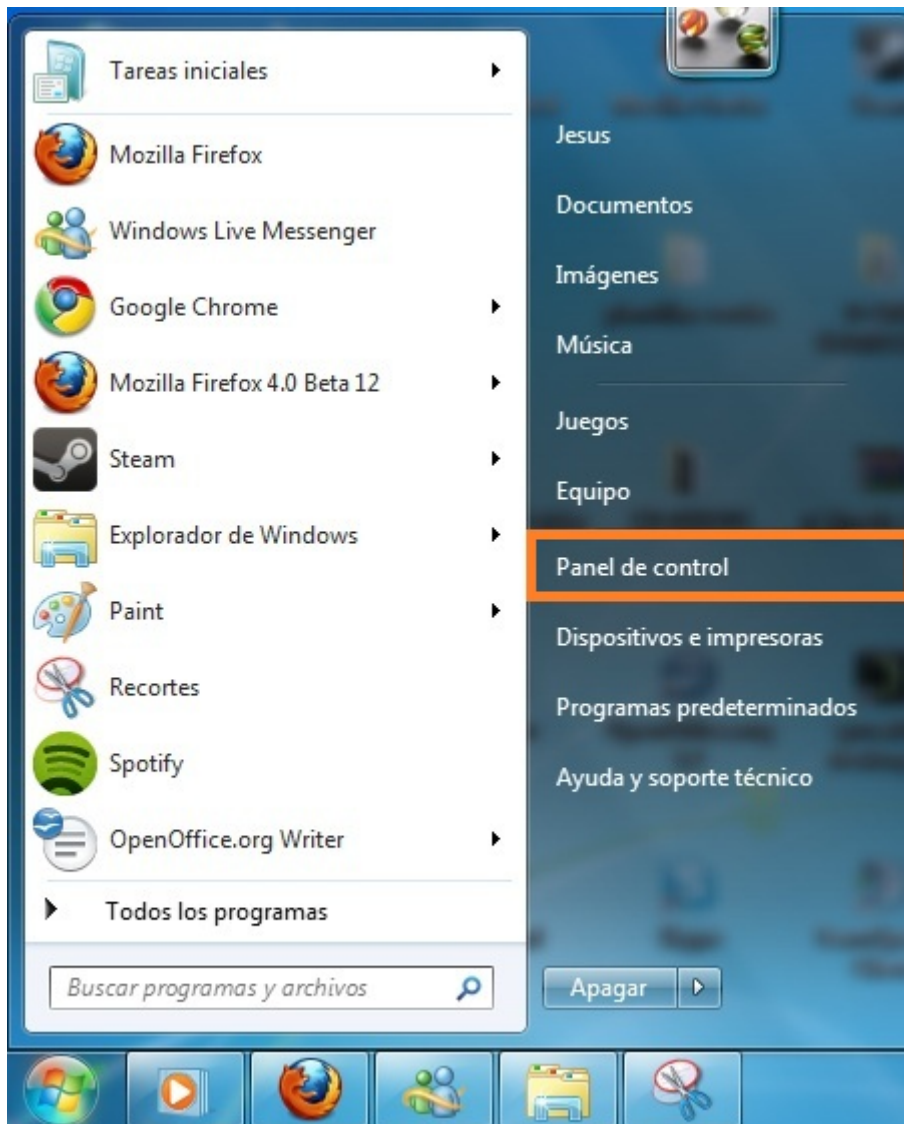 Tareas iniciales
Mozilla Firefox
Windows Live Messenger
Google Chrome
Mozilla Firefox 4.0 Beta 12
Steam
Explorador de Windows
Paint
Recortes
Spotify
OpenOffice.org Writer
Todos los programas
Buscar programas y archivos
Jesus
Documentos
Imágenes
Música
Juegos
Equipo
Panel de control
Dispositivos e impresoras
Programas predeterminados
Ayuda y soporte técnico
Apagar